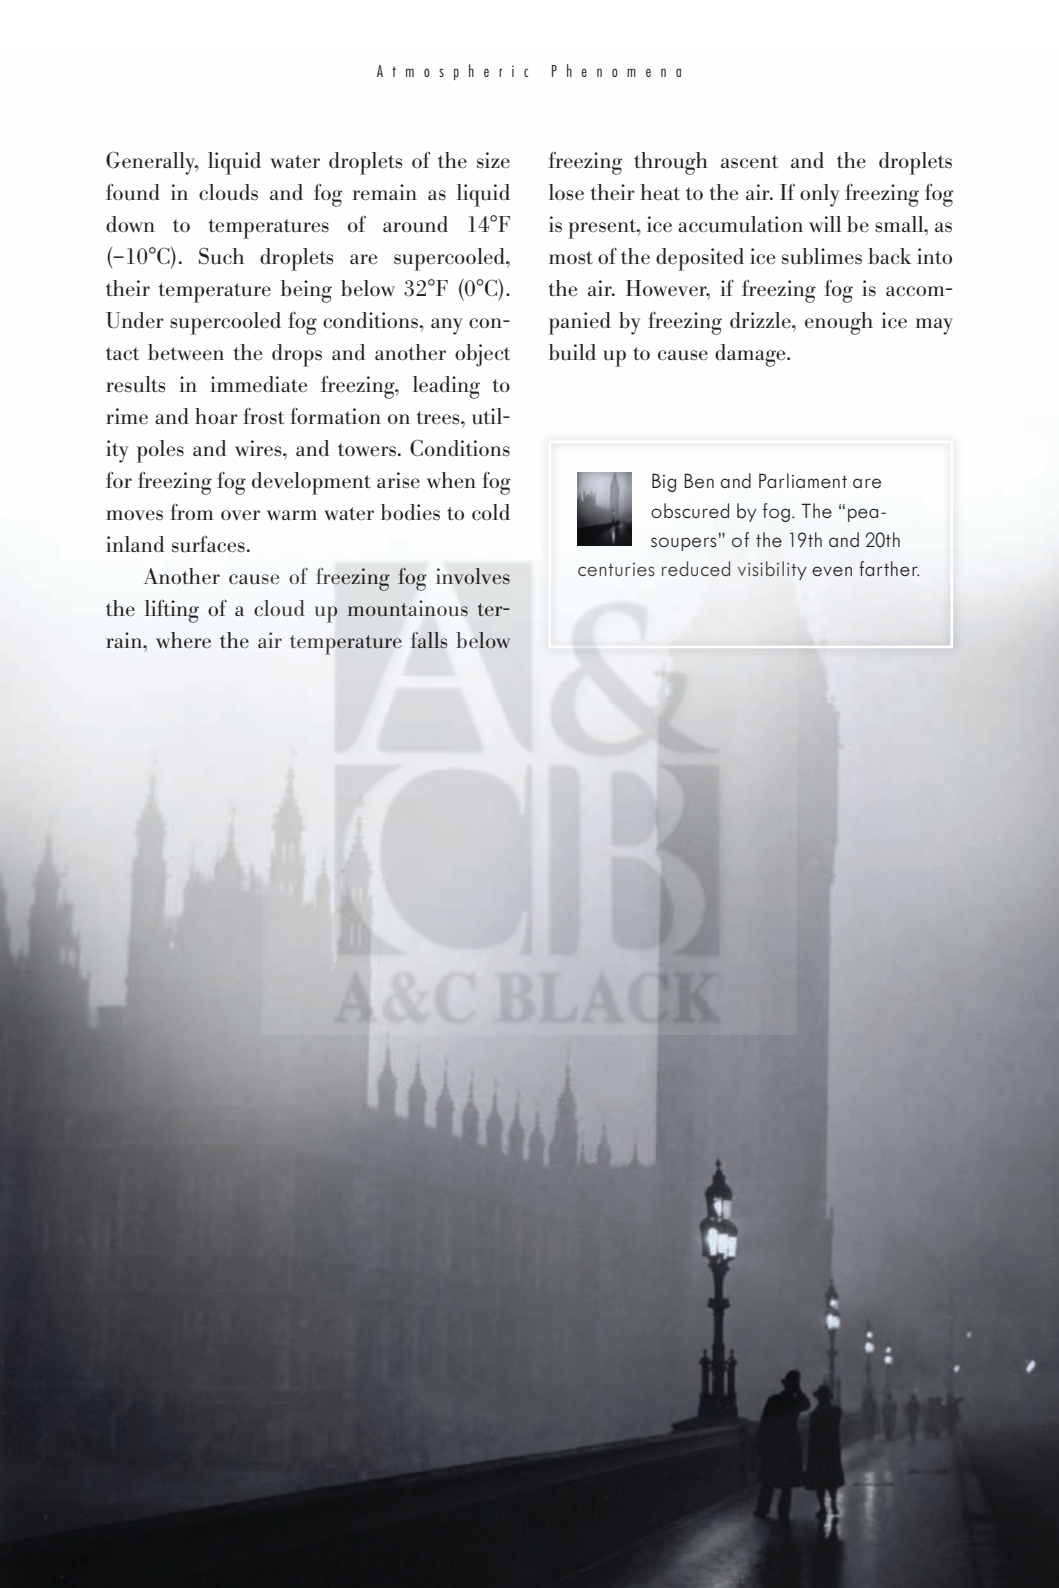 Atmospheric Phenomena
Generally, liquid water droplets of the size
found in clouds and fog remain as liquid
down to temperatures of around 14°F
(−10°C). Such droplets are supercooled,
their temperature being below 32°F (0°C).
Under supercooled fog conditions, any con-
tact between the drops and another object
results in immediate freezing, leading to
rime and hoar frost formation on trees, util-
ity poles and wires, and towers. Conditions
for freezing fog development arise when fog
moves from over warm water bodies to cold
inland surfaces.
Another cause of freezing fog involves
the lifting of a cloud up mountainous ter-
rain, where the air temperature falls below
freezing through ascent and the droplets
lose their heat to the air. If only freezing fog
is present, ice accumulation will be small, as
most of the deposited ice sublimes back into
the air. However, if freezing fog is accom-
panied by freezing drizzle, enough ice may
build up to cause damage.
Big Ben and Parliament are
obscured by fog. The “pea-
soupers” of the 19th and 20th
centuries reduced visibility even farther.
A&
CB
A&C BLACK